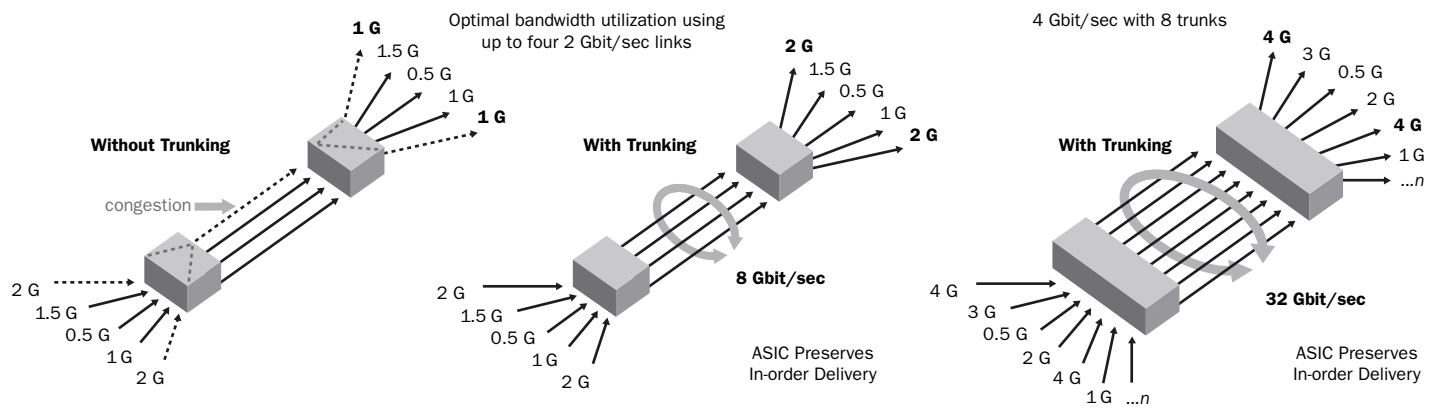 Without Trunking
congestion
1 G
1.5 G
0.5 G
1 G
1 G
2 G
1.5 G
0.5 G
1 G
2 G
Optimal bandwidth utilization using
up to four 2 Gbit/sec links
With Trunking
2 G
1.5 G
0.5 G
1 G
2 G
2 G
1.5 G
0.5 G
1 G
2 G
8 Gbit/sec
ASIC Preserves
In-order Delivery
4 Gbit/sec with 8 trunks
With Trunking
4 G
3 G
0.5 G
2 G
4 G
1 G
...n
4 G
3 G
0.5 G
2 G
4 G
1 G
...n
32 Gbit/sec
ASIC Preserves
In-order Delivery